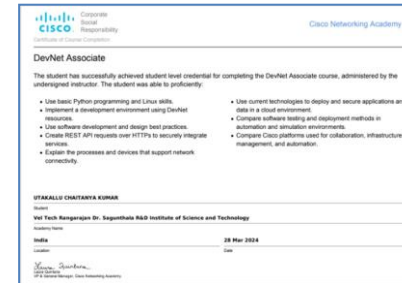 Corporate
Social
Responsibility
CISCO
Cisco Networking Academy
Certificate of Course Completion
DevNet Associate
The student has successfully achieved student level credential for completing the DevNet Associate course, administered by the
undersigned instructor. The student was able to proficiently:
• Use basic Python programming and Linux skills.
• Implement a development environment using DevNet
resources.
• Use software development and design best practices.
• Create REST API requests over HTTPs to securely integrate
services.
• Explain the processes and devices that support network
connectivity.
• Use current technologies to deploy and secure applications an
data in a cloud environment.
• Compare software testing and deployment methods in
automation and simulation environments.
• Compare Cisco platforms used for collaboration, infrastructure
management, and automation.
UTAKALLU CHAITANYA KUMAR
Student
Vel Tech Rangarajan Dr. Sagunthala R&D Institute of Science and Technology
Academy Name
India
28 Mar 2024
Location
Date
Laura Quintana
VP & General Manager, Cisco Networking Academy